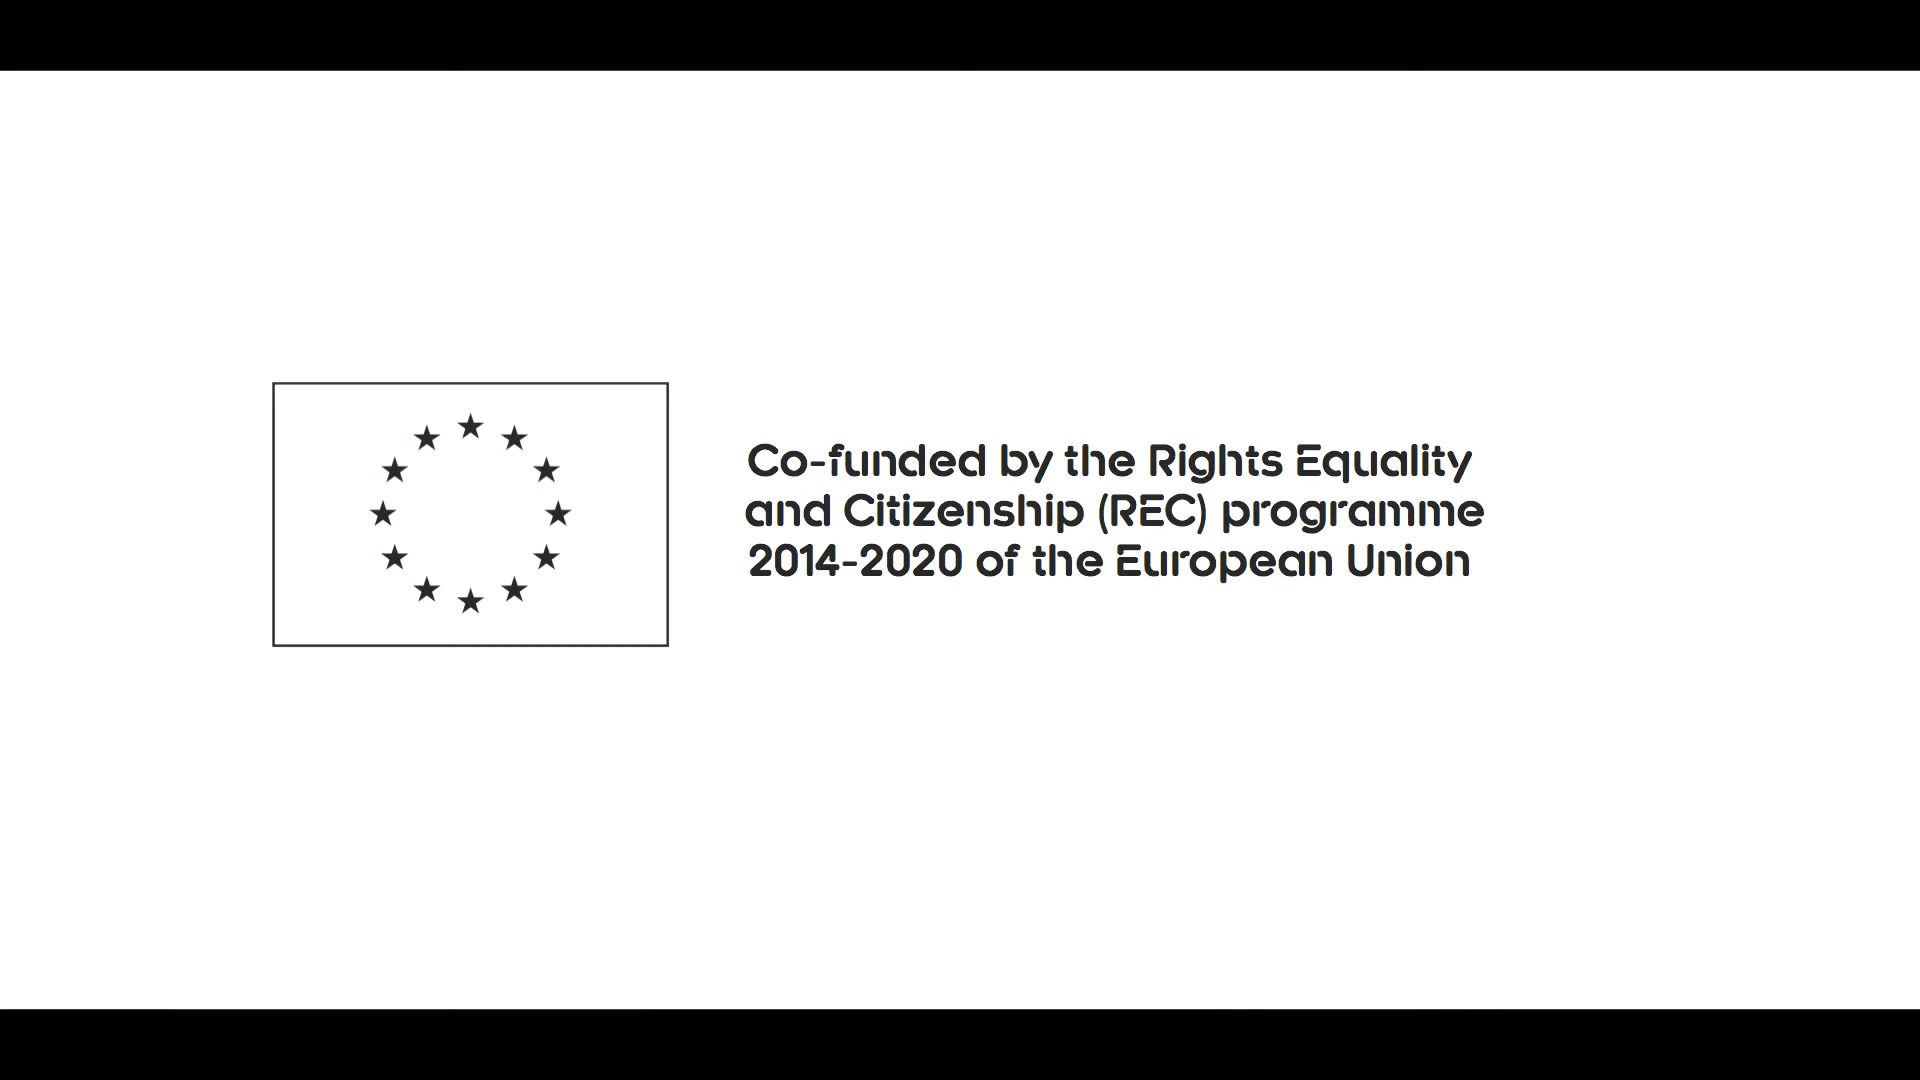 Co-funded by the Rights Equality
and Citizenship (REC) programme
2014-2020 of the European Union